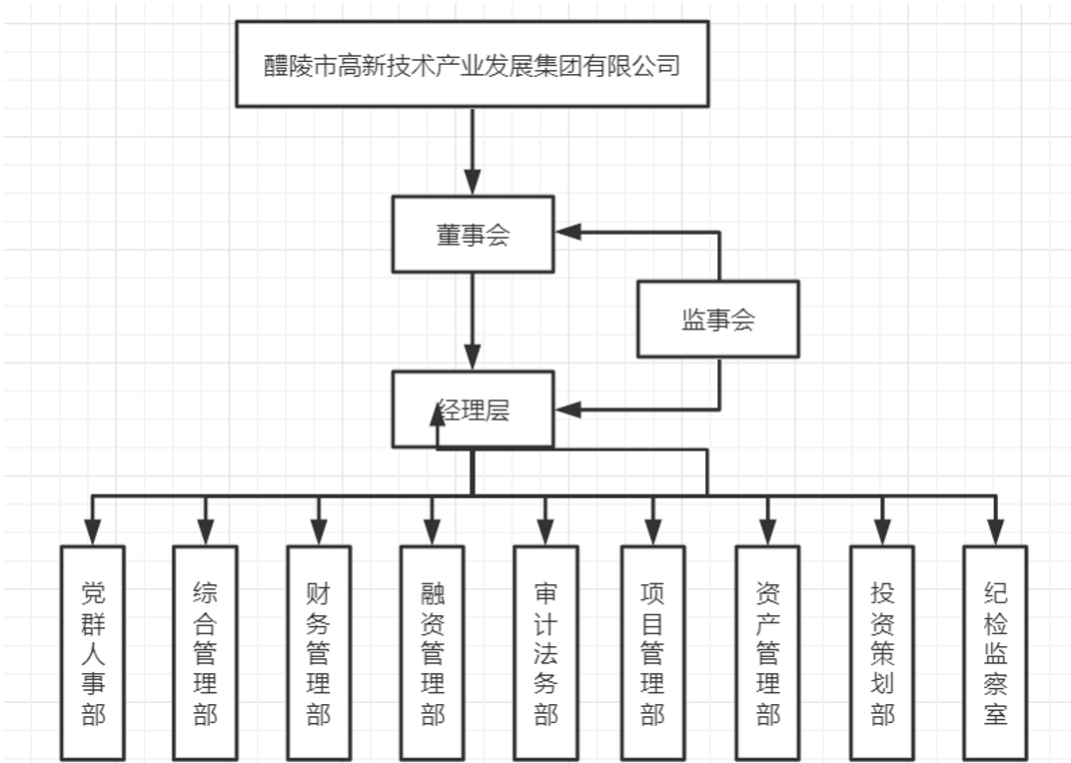 醴陵市高新技术产业发展集团有限公司
董事会
监事会
经理层
党群人事部
综合管理部
财务管理部
融资管理部
审计法务部
项目管理部
资产管理部
投资策划部
纪检监察室